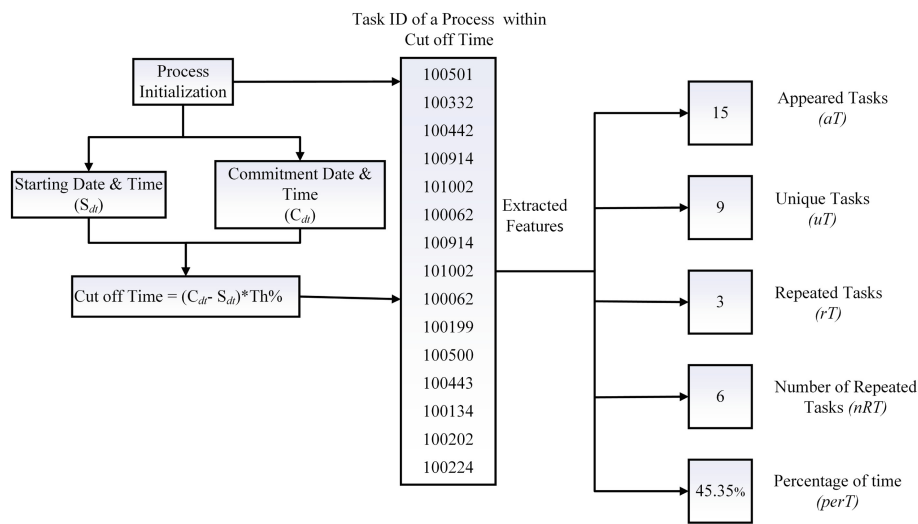 Task ID of a Process within
Cut off Time
Process
Initialization
Starting Date & Time
(Sdt)
Commitment Date &
Time
(Cdt)
Cut off Time = (Cdt- Sdt)*Th%
100501
100332
100442
100914
101002
100062
100914
101002
100062
100199
100500
100443
100134
100202
100224
Extracted
Features
15
Appeared Tasks
(aT)
9
Unique Tasks
(uT)
3
Repeated Tasks
(rT)
6
Number of Repeated
Tasks (nRT)
45.35%
Percentage of time
(perT)